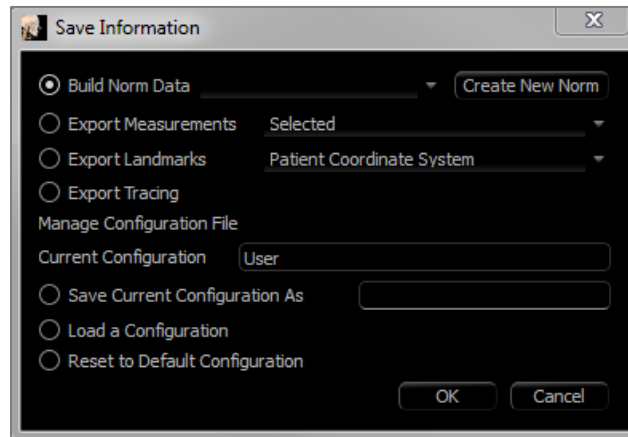 Save Information
Build Norm Data Create New Norm
Export Measurements Selected
Export Landmarks Patient Coordinate System
Export Tracing
Manage Configuration File
Current Configuration User
Save Current Configuration As
Load a Configuration
Reset to Default Configuration
OK Cancel